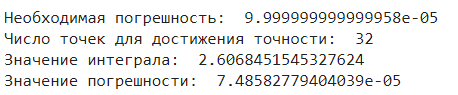 Необходимая погрешность:  9.999999999999958e-05
Число точек для достижения точности:  32
Значение интеграла:  2.6068451545327624
Значение погрешности:  7.48582779404039e-05